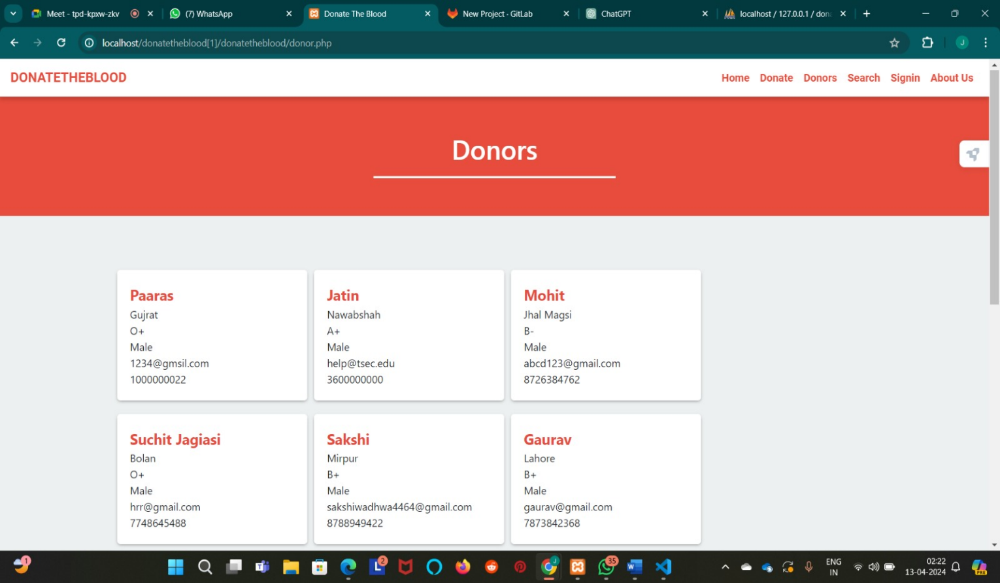 Meet - tpd-kpxw-zkv
(7) WhatsApp
Donate The Blood
New Project · GitLab
ChatGPT
localhost / 127.0.0.1 / don
localhost/donatetheblood[1]/donatetheblood/donor.php
J
DONATETHEBLOOD
Home Donate Donors Search Signin About Us
Donors
Paaras
Gujrat
O+
Male
1234@gmsil.com
1000000022
Jatin
Nawabshah
A+
Male
help@tsec.edu
3600000000
Mohit
Jhal Magsi
B-
Male
abcd123@gmail.com
8726384762
Suchit Jagiasi
Bolan
O+
Male
hrr@gmail.com
7748645488
Sakshi
Mirpur
B+
Male
sakshiwadhwa4464@gmail.com
8788949422
Gaurav
Lahore
B+
Male
gaurav@gmail.com
7873842368
1
L
2
J
35
ENG
IN
02:22
13-04-2024
PRE